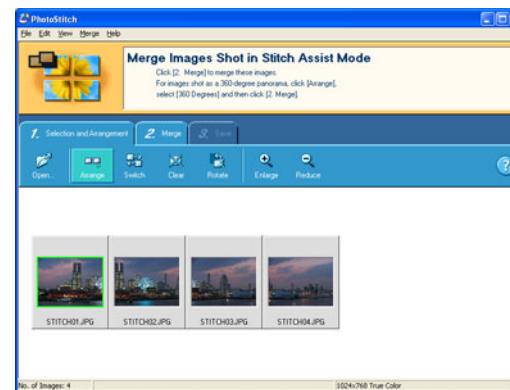 PhotoStitch
File Edit View Merge Help
Merge Images Shot in Stitch Assist Mode
Click [2. Merge] to merge these images.
For images shot as a 360-degree panorama, click [Arrange],
select [360 Degrees] and then click [2. Merge].
1. Selection and Arrangement
2. Merge
3. Save
Open... Arrange Switch Clear Rotate Enlarge Reduce ?
STITCH01.JPG STITCH02.JPG STITCH03.JPG STITCH04.JPG
No. of Images: 4 1024x768 True Color